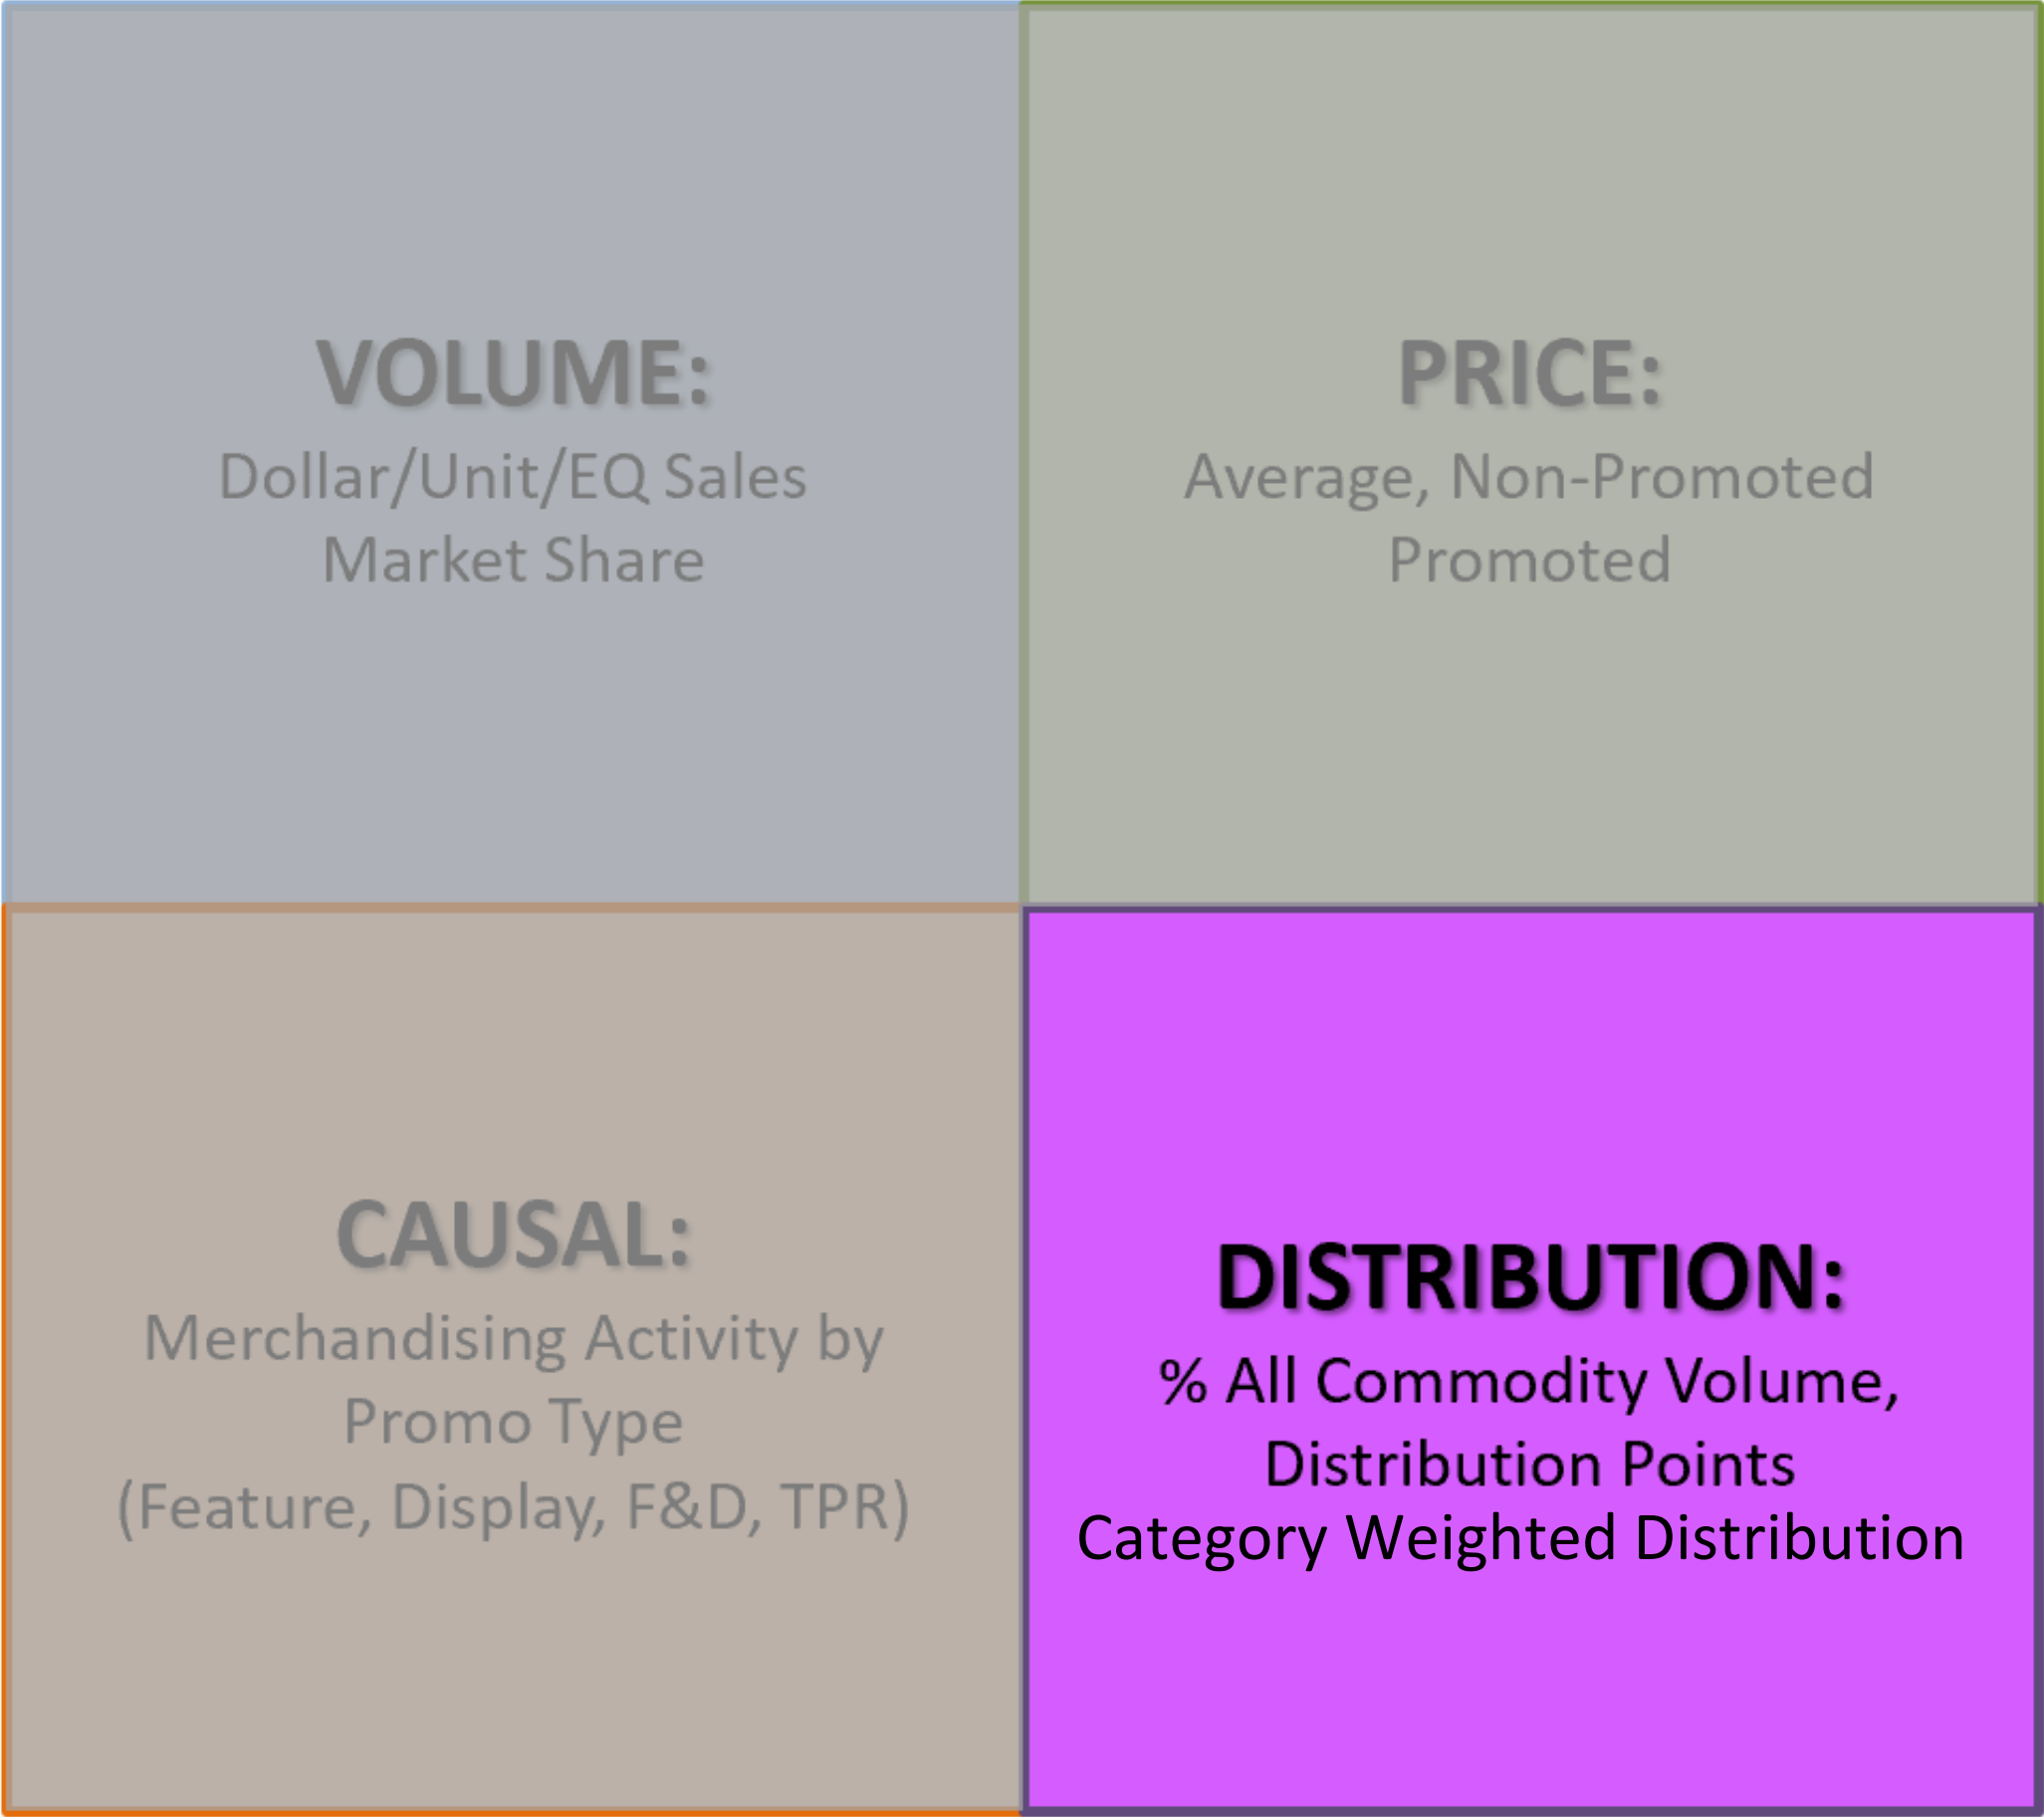 VOLUME:
Dollar/Unit/EQ Sales
Market Share
PRICE:
Average, Non-Promoted
Promoted
CAUSAL:
Merchandising Activity by
Promo Type
(Feature, Display, F&D, TPR)
DISTRIBUTION:
% All Commodity Volume,
Distribution Points
Category Weighted Distribution